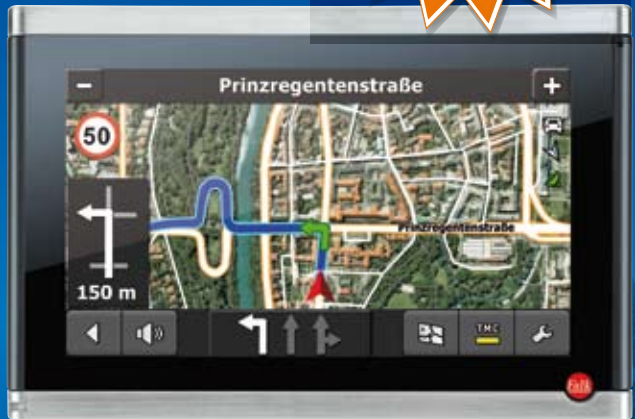 − Prinzregentenstraße +
50
Prinzregentenstraße
150 m
TMC
Falk